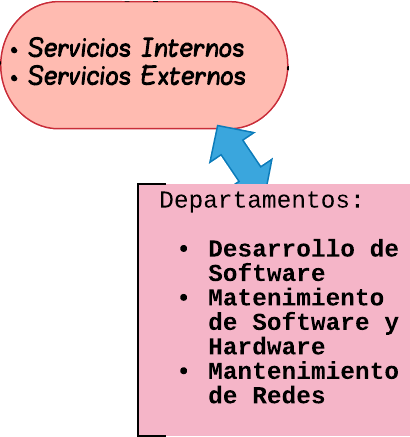 • Servicios Internos
• Servicios Externos
Departamentos:
• Desarrollo de
Software
• Matenimiento
de Software y
Hardware
• Mantenimiento
de Redes